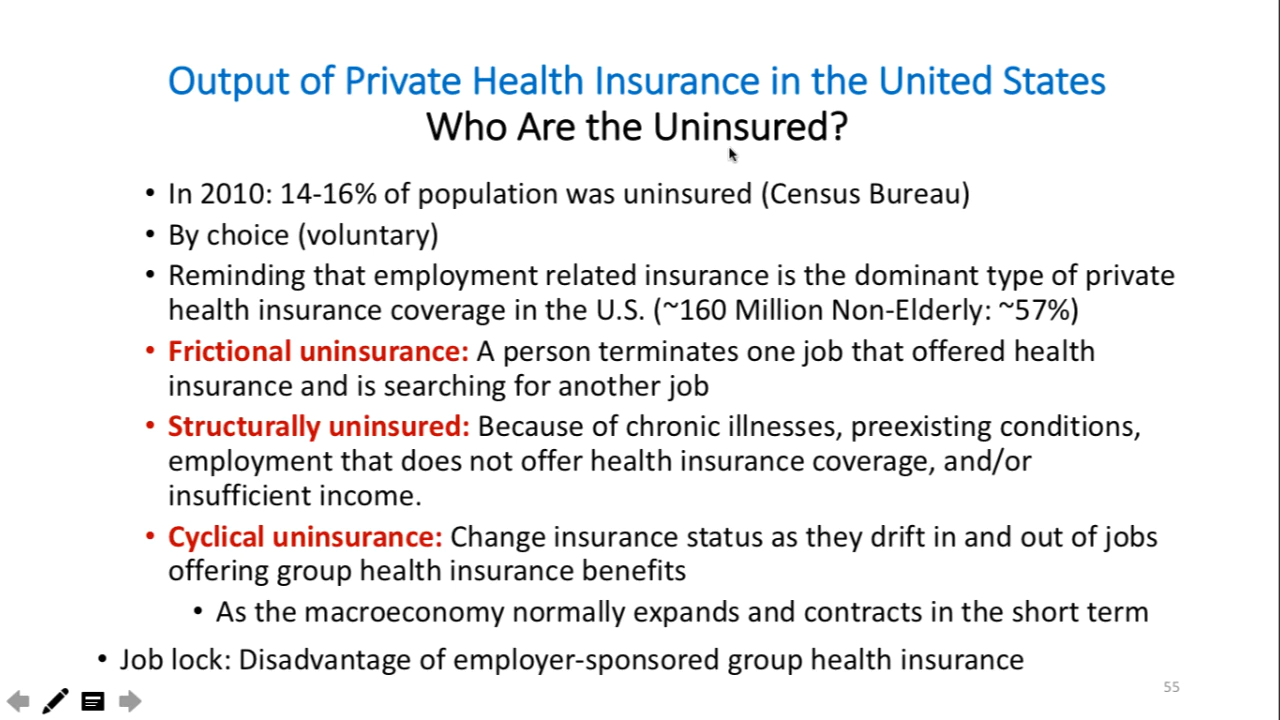 Output of Private Health Insurance in the United States
Who Are the Uninsured?
• In 2010: 14-16% of population was uninsured (Census Bureau)
• By choice (voluntary)
• Reminding that employment related insurance is the dominant type of private
health insurance coverage in the U.S. (~160 Million Non-Elderly: ~57%)
• Frictional uninsurance: A person terminates one job that offered health
insurance and is searching for another job
• Structurally uninsured: Because of chronic illnesses, preexisting conditions,
employment that does not offer health insurance coverage, and/or
insufficient income.
• Cyclical uninsurance: Change insurance status as they drift in and out of jobs
offering group health insurance benefits
• As the macroeconomy normally expands and contracts in the short term
• Job lock: Disadvantage of employer-sponsored group health insurance
55